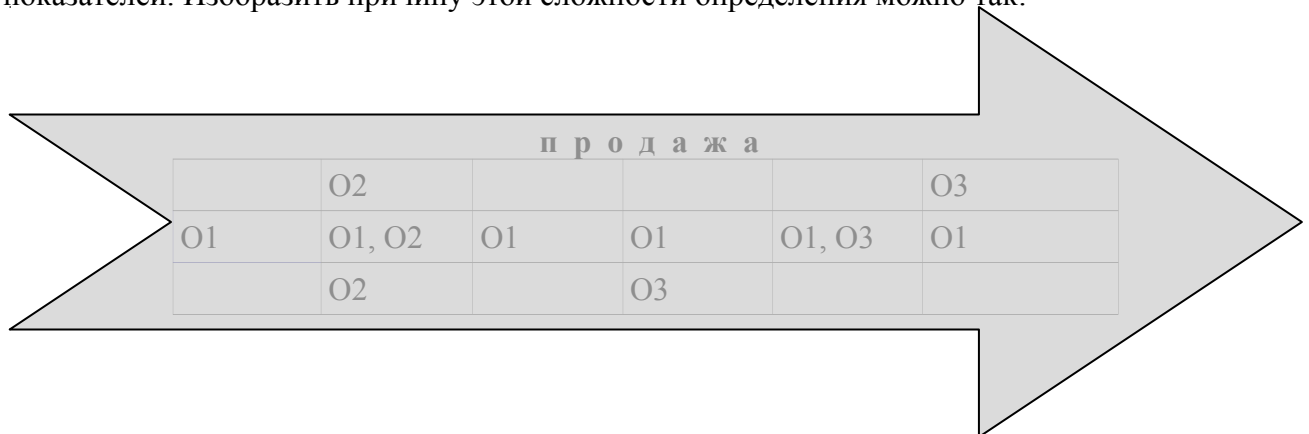 показателей. Изобразить причину этой сложности определения можно так:
продажа
О2 О3
О1 О1, О2 О1 О1 О1, О3 О1
О2 О3